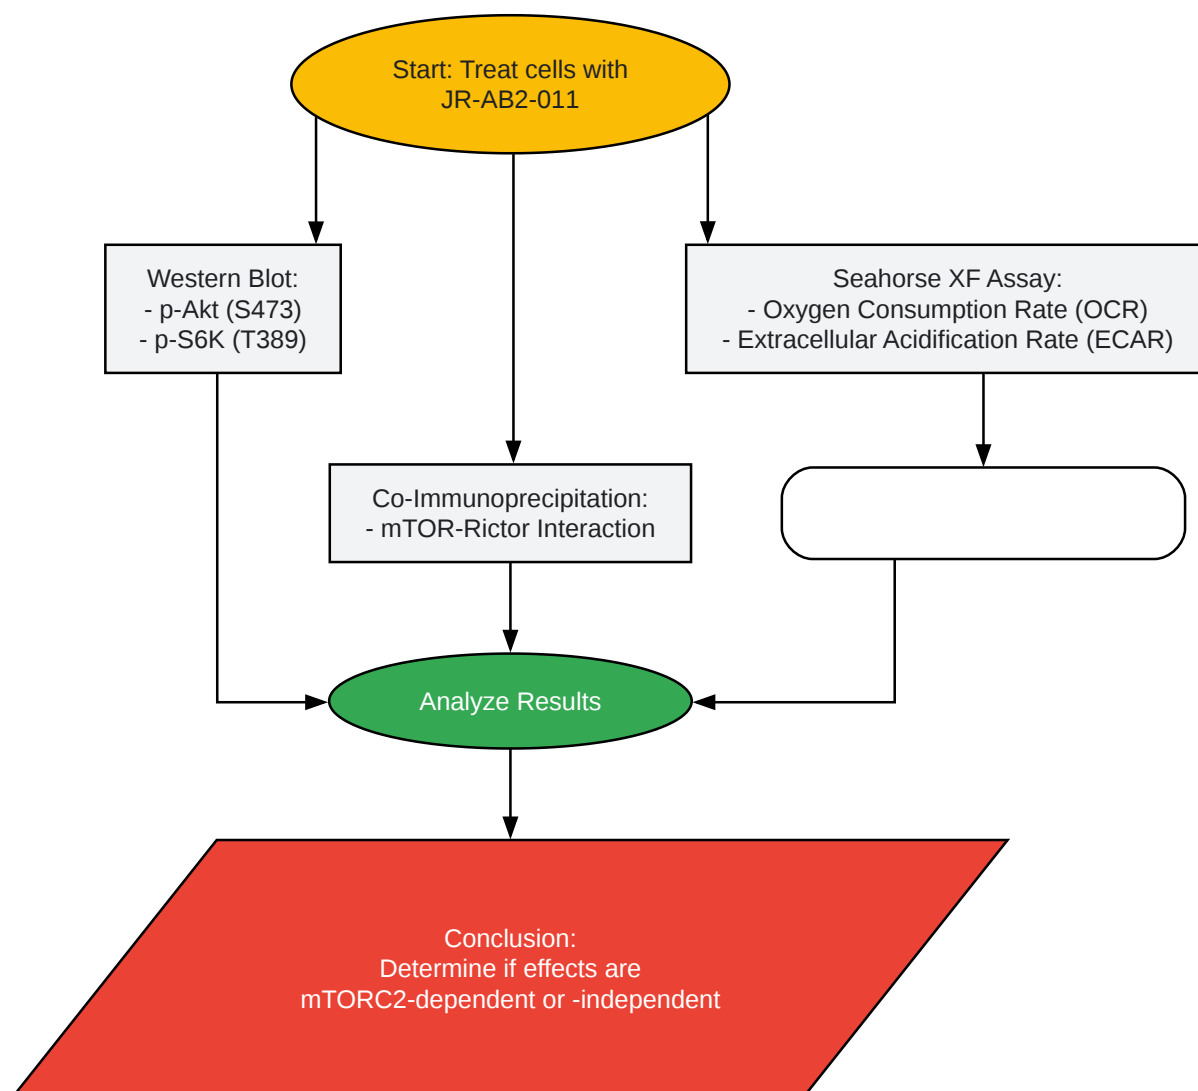 Start: Treat cells with
JR-AB2-011
Western Blot:
- p-Akt (S473)
- p-S6K (T389)
Seahorse XF Assay:
- Oxygen Consumption Rate (OCR)
- Extracellular Acidification Rate (ECAR)
Co-Immunoprecipitation:
- mTOR-Rictor Interaction
Analyze Results
Conclusion:
Determine if effects are
mTORC2-dependent or -independent